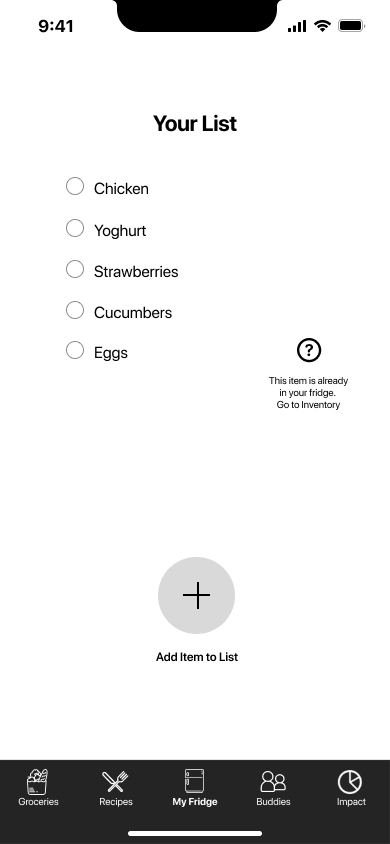 9:41
Your List
Chicken
Yoghurt
Strawberries
Cucumbers
Eggs
?
This item is already
in your fridge.
Go to Inventory
Add Item to List
Groceries
Recipes
My Fridge
Buddies
Impact